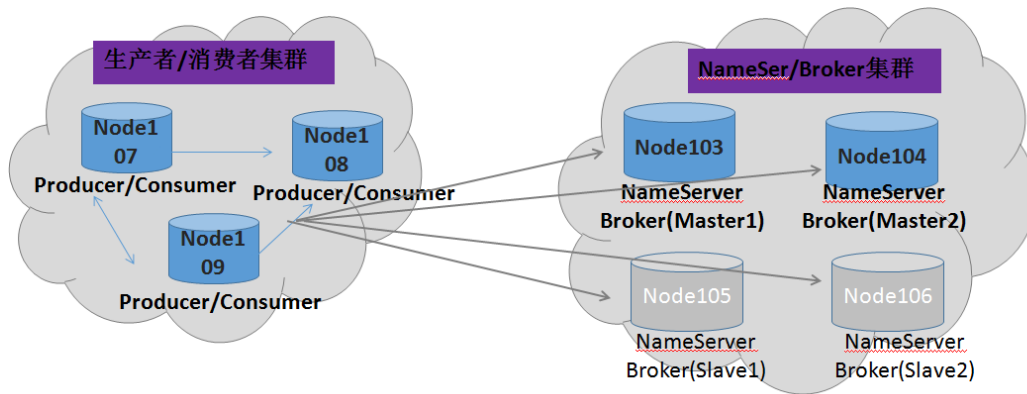 生产者/消费者集群
Node1
07
Producer/Consumer
Node1
08
Producer/Consumer
Node1
09
Producer/Consumer
NameSer/Broker集群
Node103
NameServer
Broker(Master1)
Node104
NameServer
Broker(Master2)
Node105
NameServer
Broker(Slave1)
Node106
NameServer
Broker(Slave2)